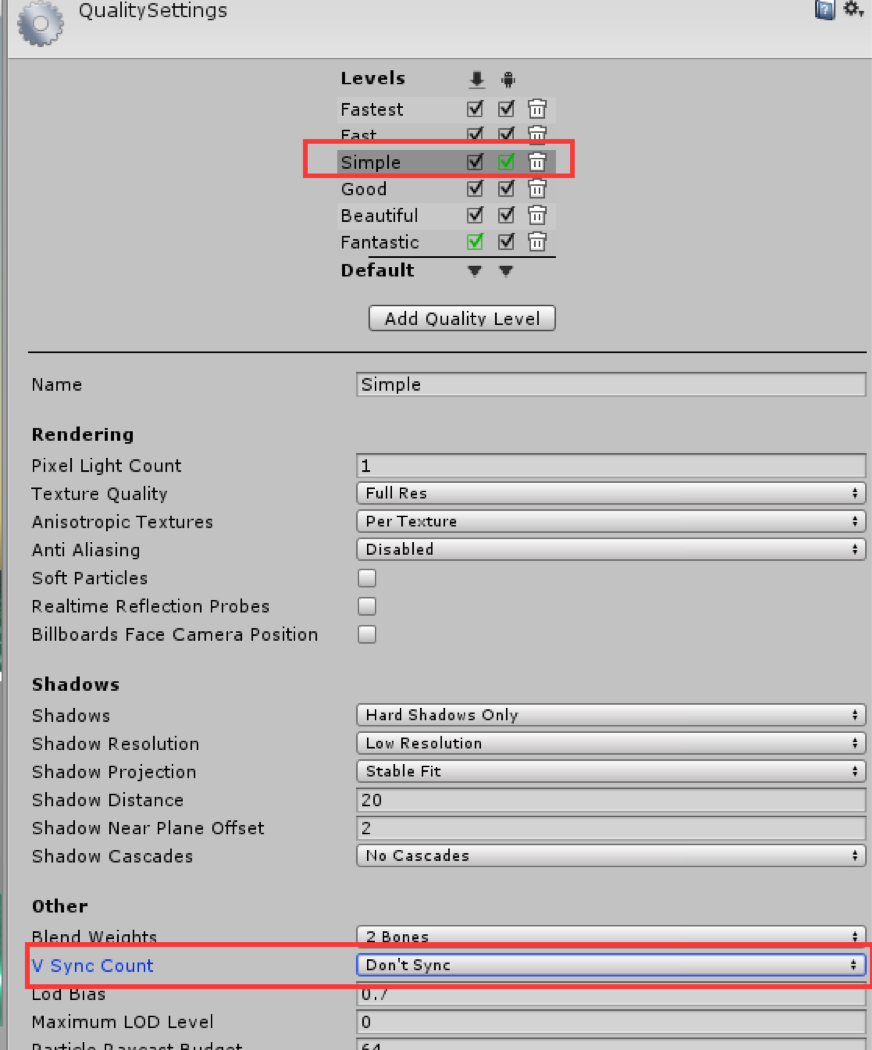 QualitySettings
Levels
Fastest
Fast
Simple
Good
Beautiful
Fantastic
Default
Add Quality Level
Name Simple
Rendering
Pixel Light Count 1
Texture Quality Full Res
Anisotropic Textures Per Texture
Anti Aliasing Disabled
Soft Particles
Realtime Reflection Probes
Billboards Face Camera Position
Shadows
Shadows Hard Shadows Only
Shadow Resolution Low Resolution
Shadow Projection Stable Fit
Shadow Distance 20
Shadow Near Plane Offset 2
Shadow Cascades No Cascades
Other
Blend Weights 2 Bones
V Sync Count Don't Sync
Lod Bias 0.7
Maximum LOD Level 0
Particle Raycast Budget 64